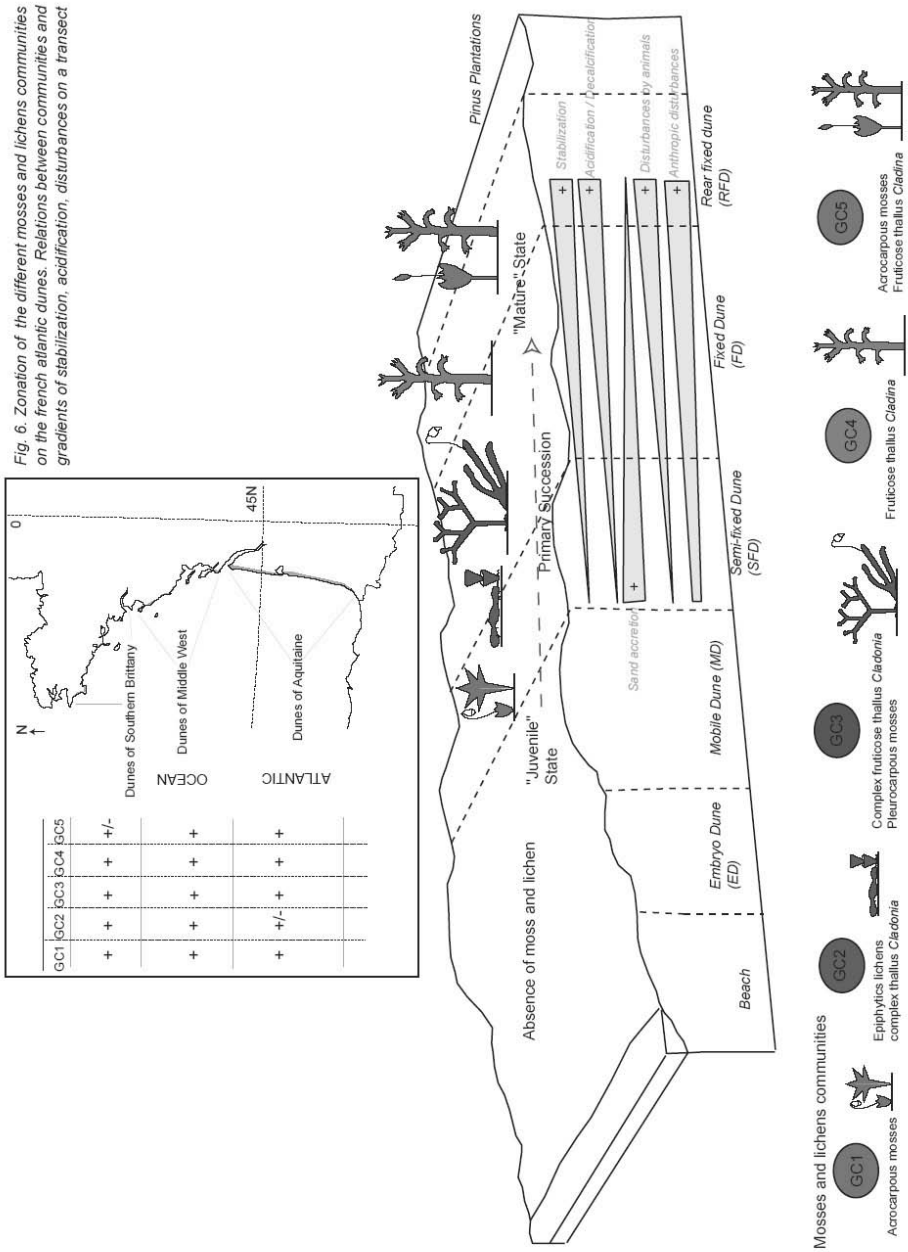 Fig. 6. Zonation of the different mosses and lichens communities
on the french atlantic dunes. Relations between communities and
gradients of stabilization, acidification, disturbances on a transect
GC1 GC2 GC3 GC4 GC5
+ + + + +/-
+ + + + +
+ +/- + + +
N
0
45N
Dunes of Southern Brittany
Dunes of Middle West
Dunes of Aquitaine
OCEAN
ATLANTIC
Pinus Plantations
"Mature" State
Primary Succession
"Juvenile"
State
Absence of moss and lichen
Stabilization
+
Acidification / Decalcification
+
Sand accretion
+
Disturbances by animals
+
Anthropic disturbances
+
Beach
Embryo Dune
(ED)
Mobile Dune (MD)
Semi-fixed Dune
(SFD)
Fixed Dune
(FD)
Rear fixed dune
(RFD)
Mosses and lichens communities
GC1
Acrocarpous mosses
GC2
Epiphytics lichens
complex thallus Cladonia
GC3
Complex fruticose thallus Cladonia
Pleurocarpous mosses
GC4
Fruticose thallus Cladina
GC5
Acrocarpous mosses
Fruticose thallus Cladina